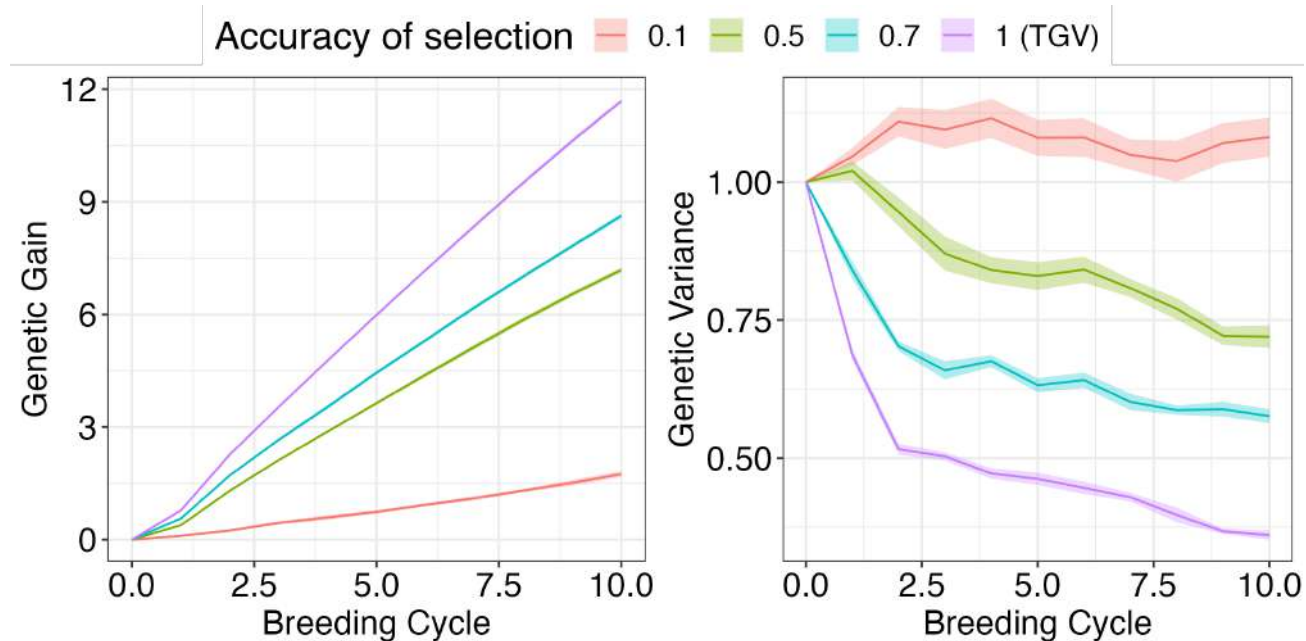 Accuracy of selection 0.1 0.5 0.7 1 (TGV)
12
9
6
3
0
Genetic Gain
0.0 2.5 5.0 7.5 10.0
Breeding Cycle
1.00
0.75
0.50
Genetic Variance
0.0 2.5 5.0 7.5 10.0
Breeding Cycle